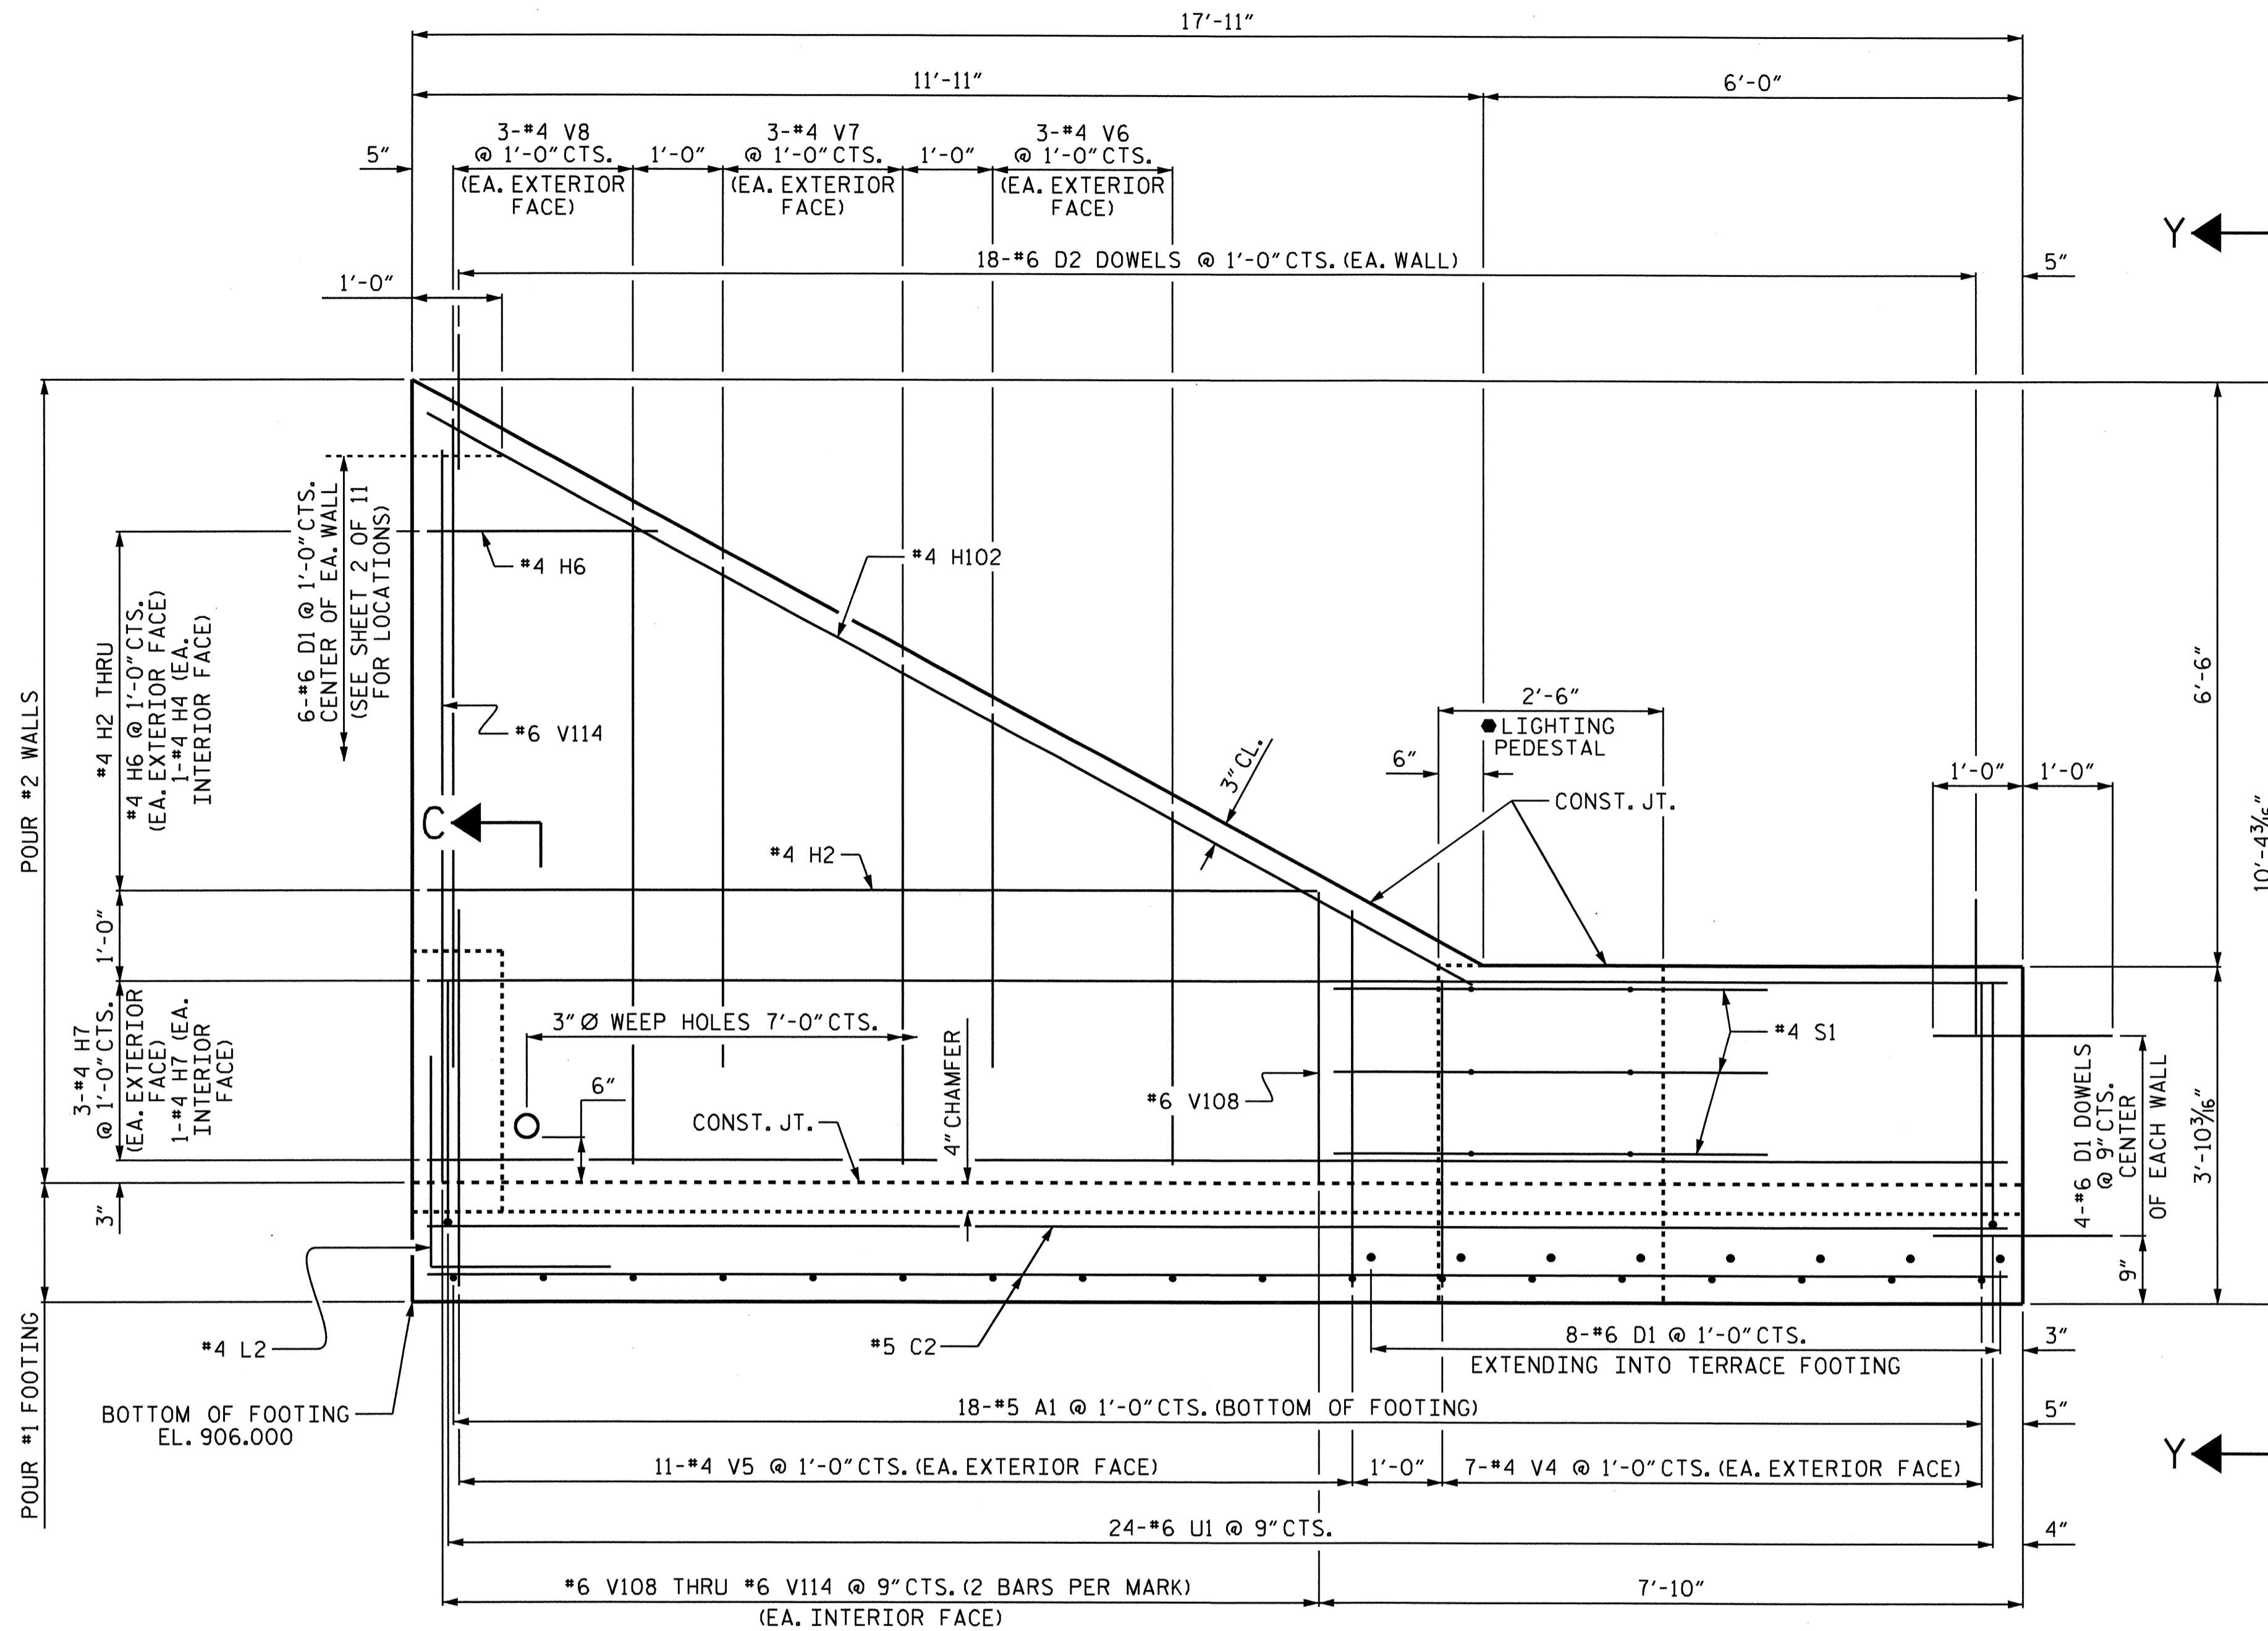 17'-11"
11'-11"
6'-0"
3-#4 V8
@ 1'-0" CTS.
(EA. EXTERIOR
FACE)
3-#4 V7
@ 1'-0" CTS.
(EA. EXTERIOR
FACE)
3-#4 V6
@ 1'-0" CTS.
(EA. EXTERIOR
FACE)
5"
1'-0"
1'-0"
Y
18-#6 D2 DOWELS @ 1'-0" CTS. (EA. WALL)
5"
1'-0"
POUR #2 WALLS
#4 H2 THRU
#4 H6 @ 1'-0" CTS.
(EA. EXTERIOR FACE)
1-#4 H4 (EA.
INTERIOR FACE)
6-#6 D1 @ 1'-0" CTS.
CENTER OF EA. WALL
(SEE SHEET 2 OF 11
FOR LOCATIONS)
#4 H6
#4 H102
#6 V114
6'-6"
10'-4 3/16"
2'-6"
LIGHTING
PEDESTAL
6"
3" CL.
CONST. JT.
1'-0"
1'-0"
C
#4 H2
1'-0"
3-#4 H7
@ 1'-0" CTS.
(EA. EXTERIOR
FACE)
1-#4 H7 (EA.
INTERIOR
FACE)
3" Ø WEEP HOLES 7'-0" CTS.
6"
CONST. JT.
4" CHAMFER
#6 V108
#4 S1
4-#6 D1 DOWELS
@ 9" CTS.
CENTER
OF EACH WALL
3'-10 3/16"
9"
3"
POUR #1 FOOTING
#4 L2
#5 C2
BOTTOM OF FOOTING
EL. 906.000
8-#6 D1 @ 1'-0" CTS.
EXTENDING INTO TERRACE FOOTING
3"
18-#5 A1 @ 1'-0" CTS. (BOTTOM OF FOOTING)
5"
Y
11-#4 V5 @ 1'-0" CTS. (EA. EXTERIOR FACE)
1'-0"
7-#4 V4 @ 1'-0" CTS. (EA. EXTERIOR FACE)
24-#6 U1 @ 9" CTS.
4"
#6 V108 THRU #6 V114 @ 9" CTS. (2 BARS PER MARK)
(EA. INTERIOR FACE)
7'-10"